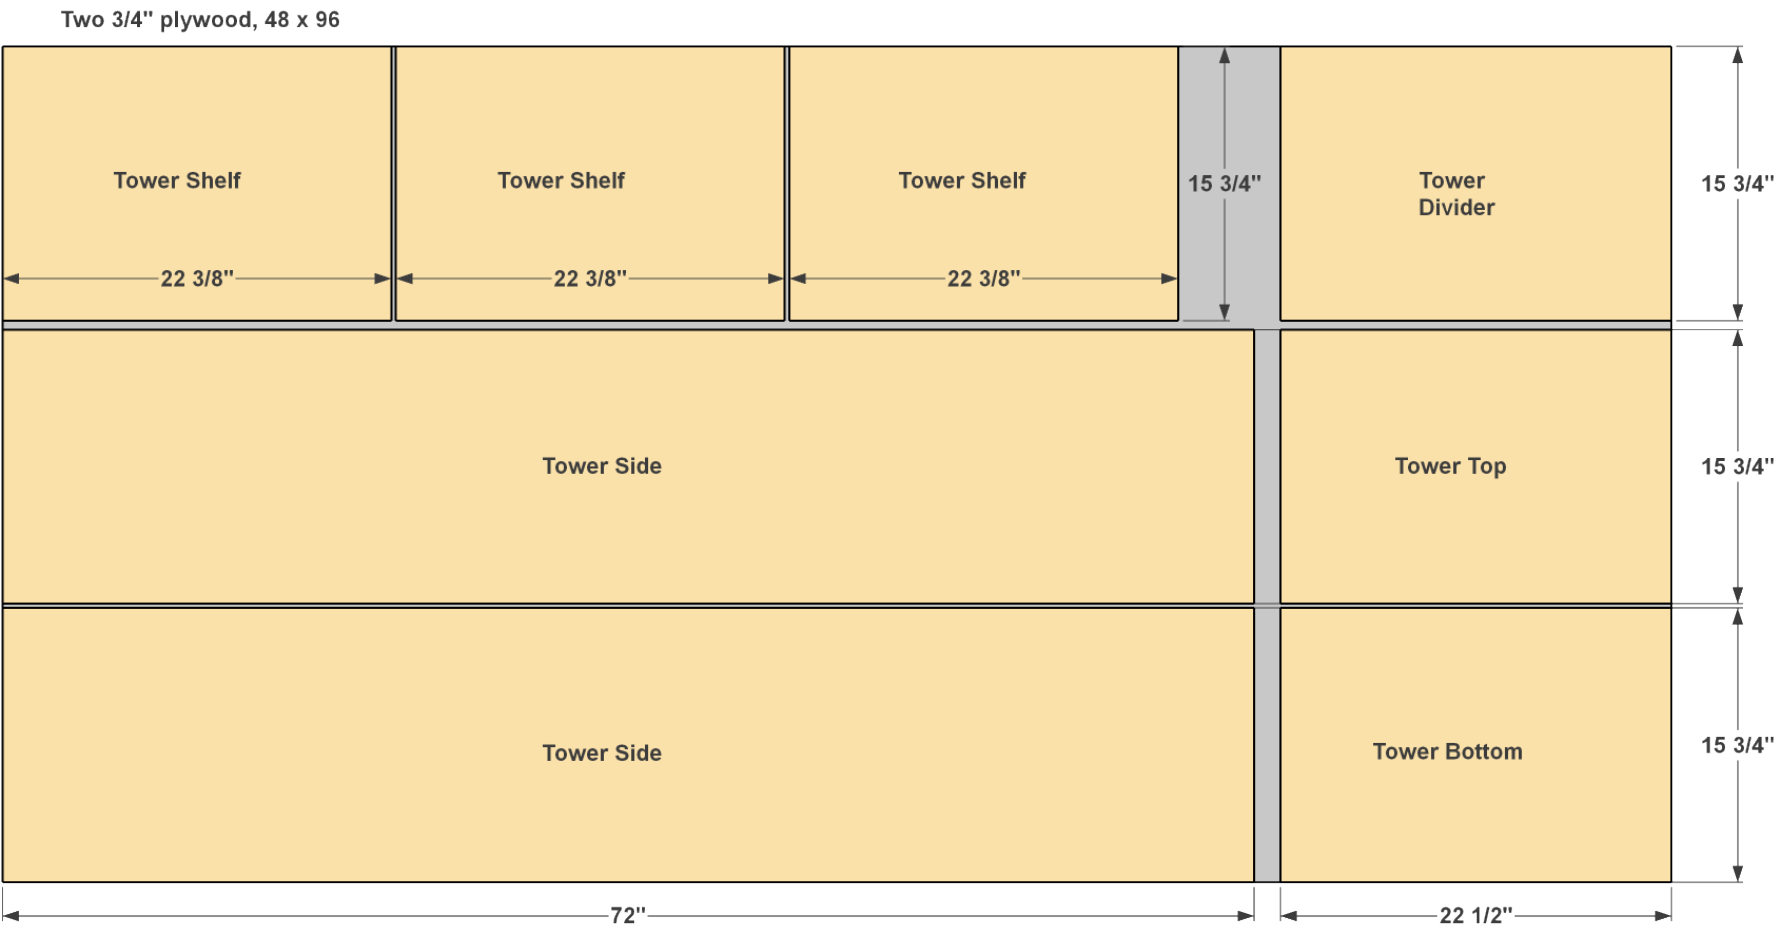 Two 3/4" plywood, 48 x 96
Tower Shelf
Tower Shelf
Tower Shelf
15 3/4"
Tower
Divider
15 3/4"
22 3/8"
22 3/8"
22 3/8"
Tower Side
Tower Top
15 3/4"
Tower Side
Tower Bottom
15 3/4"
72"
22 1/2"